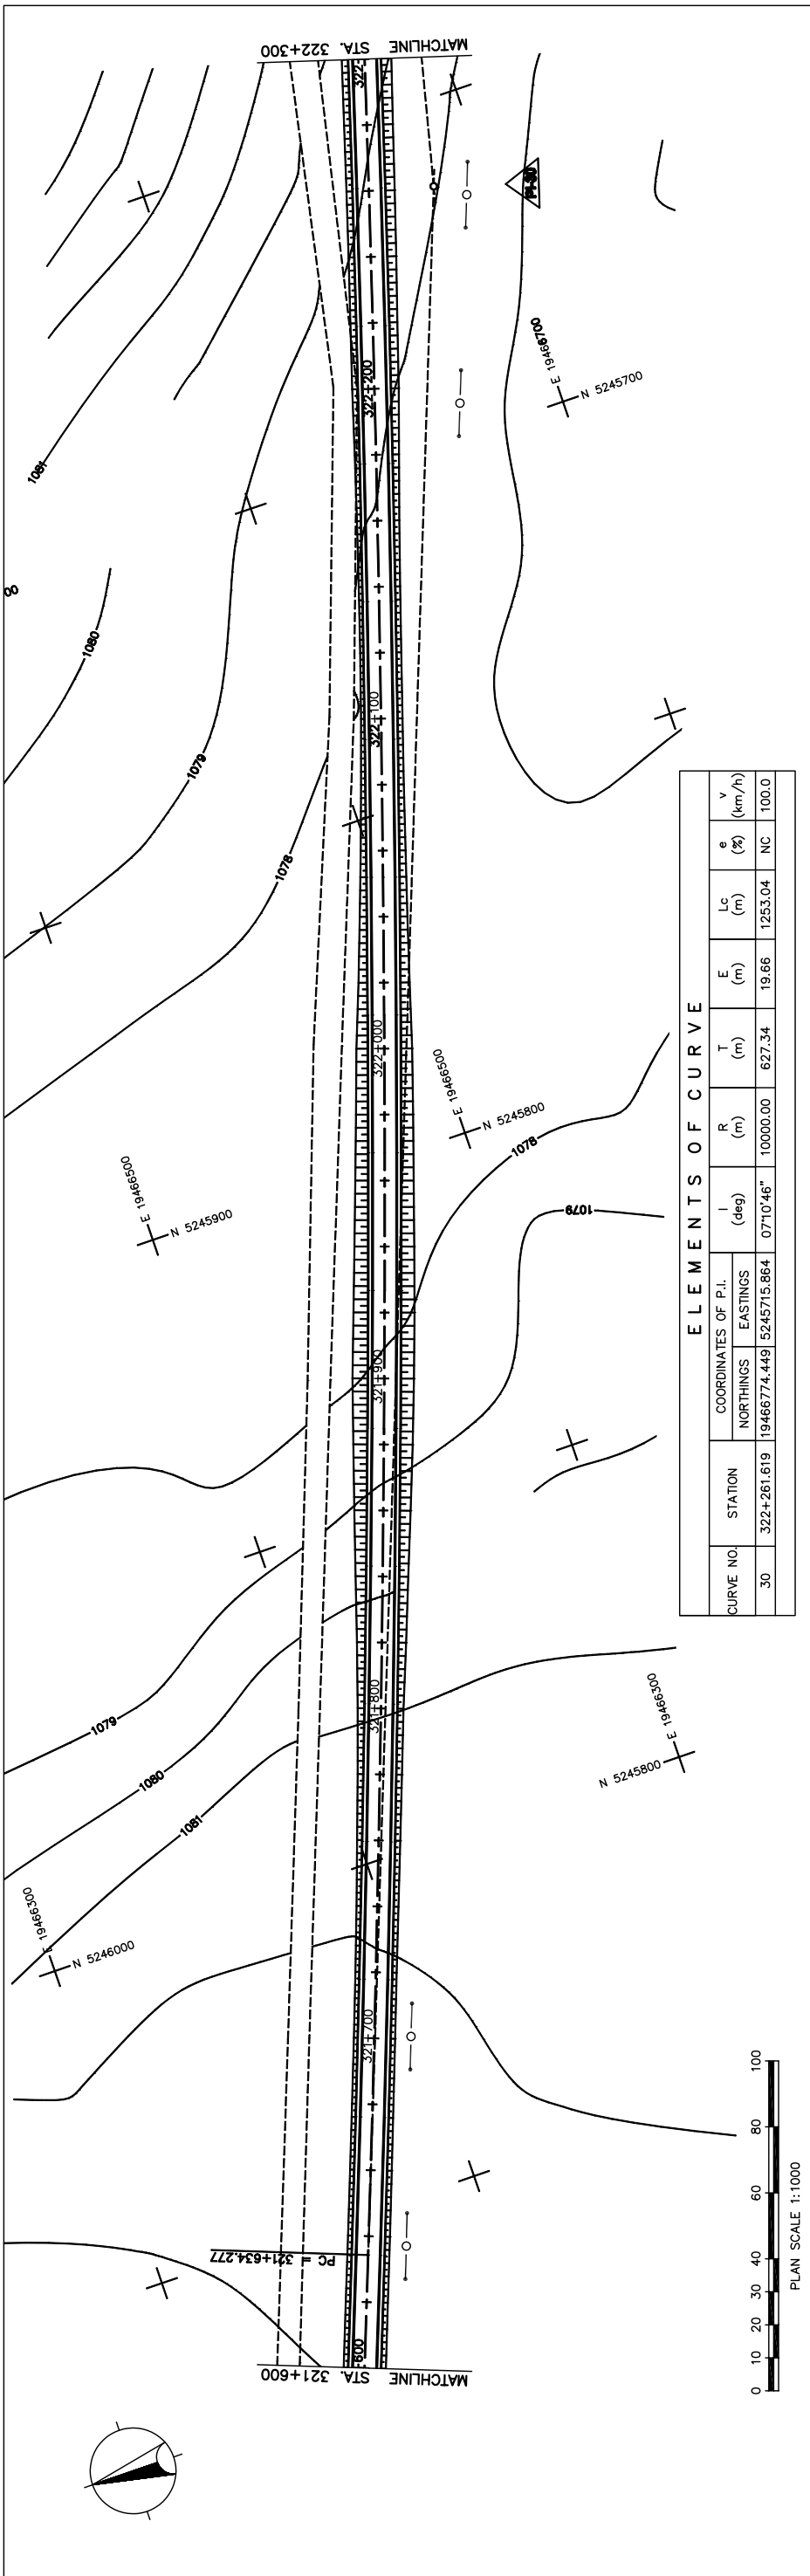 MATCHLINE STA. 322+300
322
PI-30
E 19466700
N 5245700
322+200
1081
00
1080
1079
322+100
1078
322+000
E 19466500
N 5245800
1078
E 19466500
N 5245900
1079
321+900
321+800
1079
1080
1081
E 19466300
N 5245800
E 19466300
N 5246000
321+700
PC = 321+634.277
600
MATCHLINE STA. 321+600
ELEMENTS OF CURVE
CURVE NO. STATION COORDINATES OF P.I. I (deg) R (m) T (m) E (m) Lc (m) e (%) v (km/h)
NORTHINGS EASTINGS
30 322+261.619 19466774.449 5245715.864 07°10'46" 10000.00 627.34 19.66 1253.04 NC 100.0
0 10 20 30 40 60 80 100
PLAN SCALE 1:1000